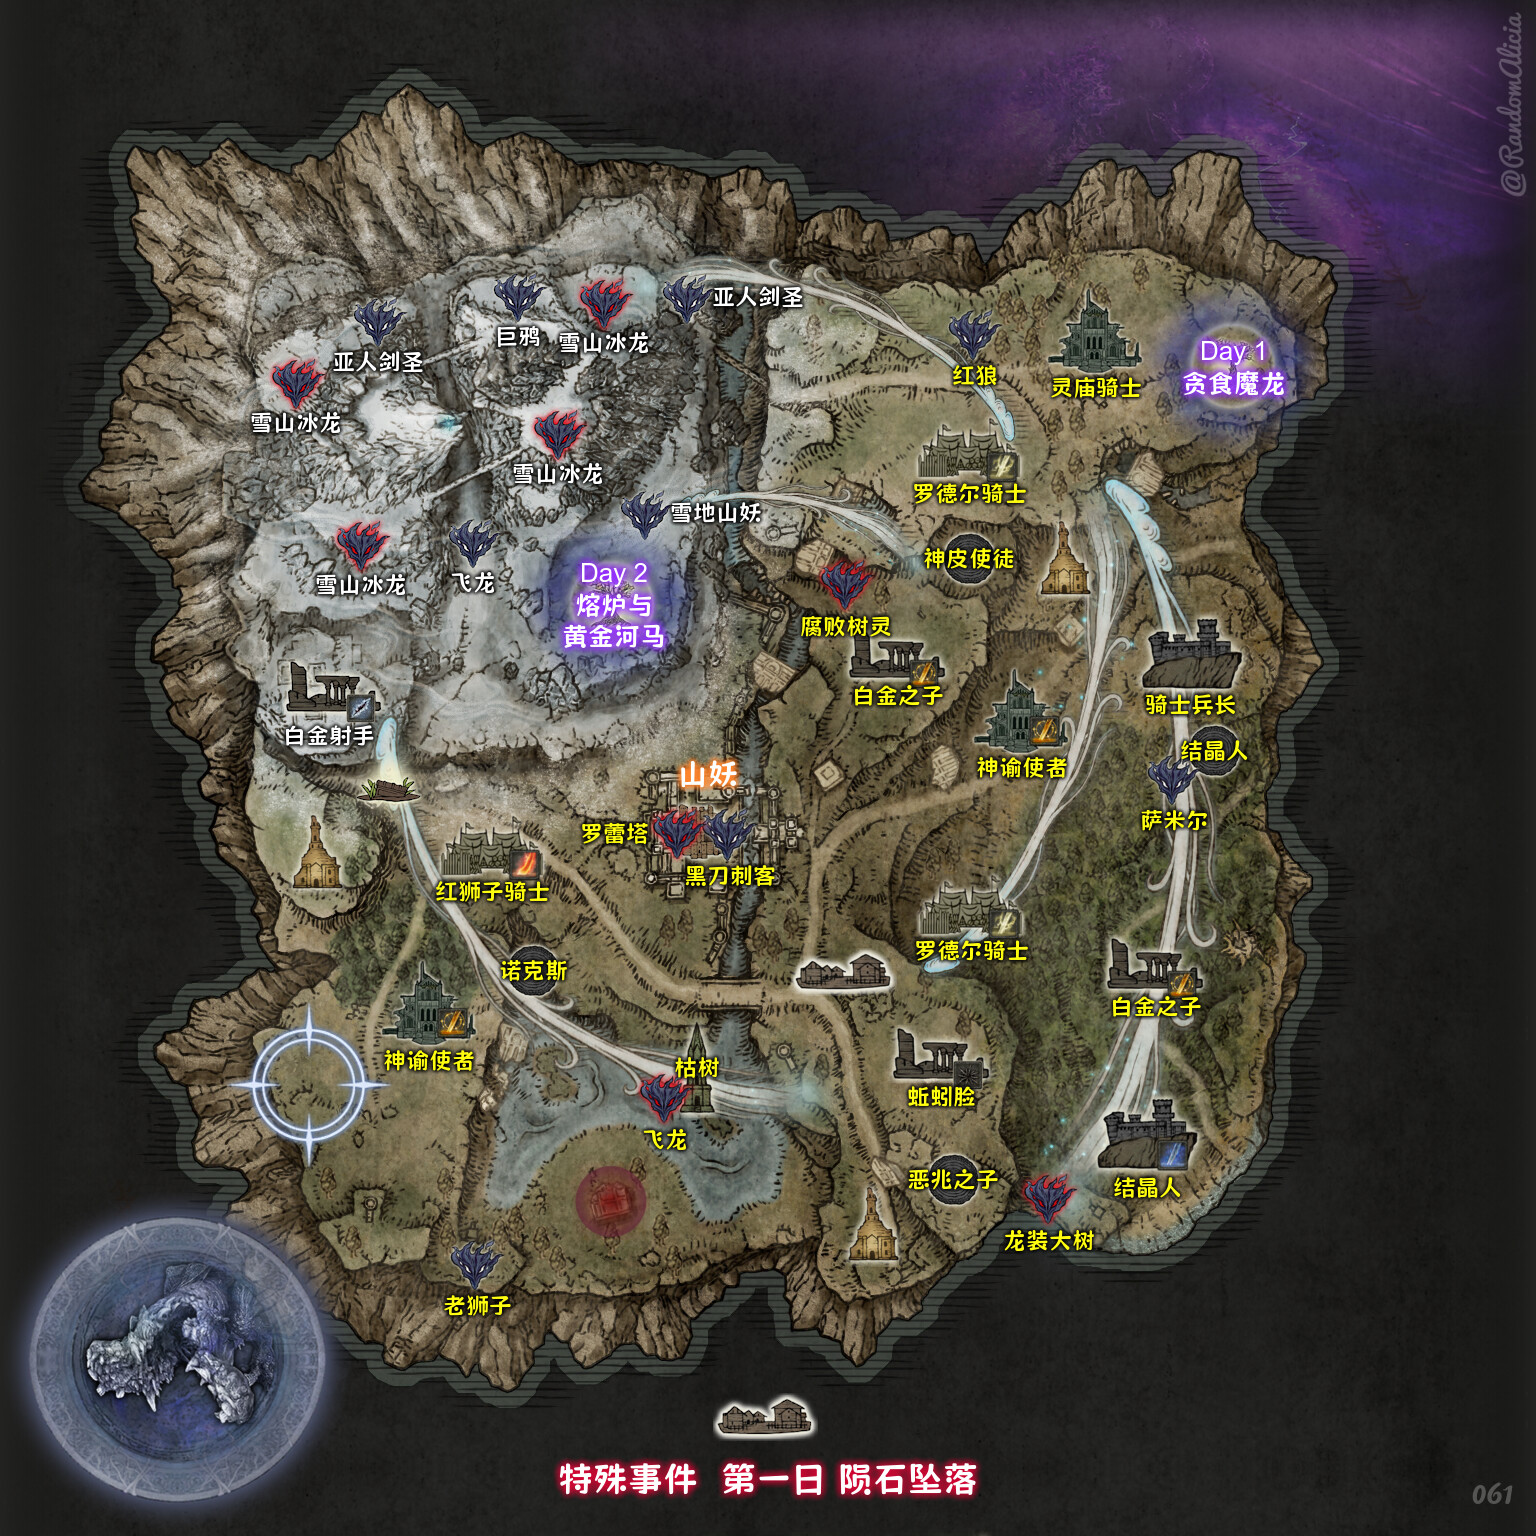 @RandomAlicia
亚人剑圣
巨鸦
雪山冰龙
亚人剑圣
雪山冰龙
红狼
灵庙骑士
Day 1
贪食魔龙
雪山冰龙
罗德尔骑士
雪地山妖
神皮使徒
雪山冰龙
飞龙
Day 2
熔炉与
黄金河马
腐败树灵
白金之子
骑士兵长
白金射手
结晶人
神谕使者
山妖
萨米尔
罗蕾塔
黑刀刺客
红狮子骑士
罗德尔骑士
诺克斯
白金之子
神谕使者
枯树
蚯蚓脸
飞龙
恶兆之子
结晶人
龙装大树
老狮子
特殊事件 第一日 陨石坠落
061